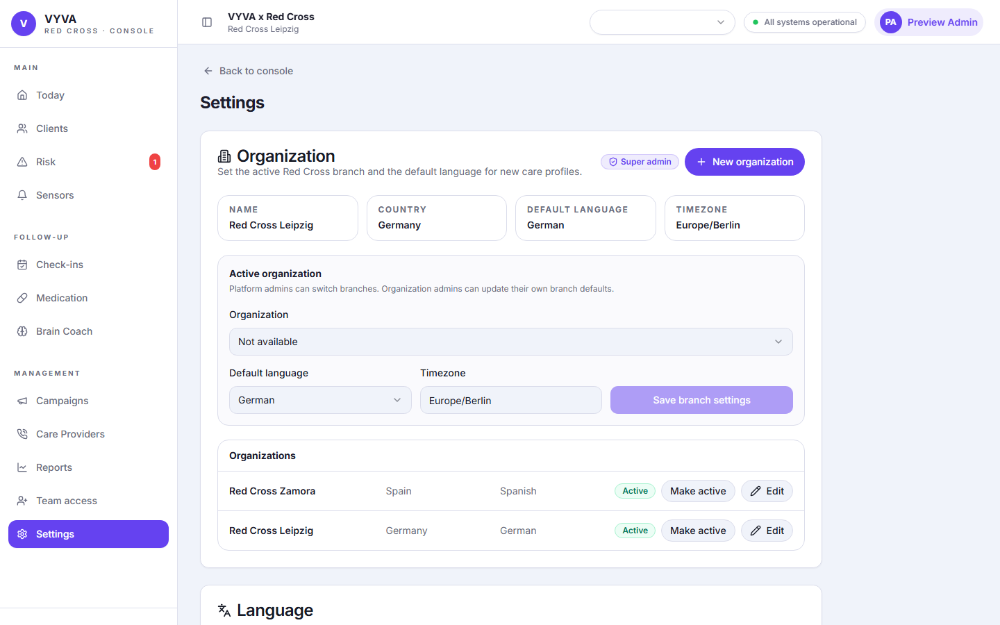 V
VYVA
RED CROSS · CONSOLE
MAIN
Today
Clients
Risk
1
Sensors
FOLLOW-UP
Check-ins
Medication
Brain Coach
MANAGEMENT
Campaigns
Care Providers
Reports
Team access
Settings
VYVA x Red Cross
Red Cross Leipzig
All systems operational
PA
Preview Admin
Back to console
Settings
Organization
Set the active Red Cross branch and the default language for new care profiles.
Super admin
New organization
NAME
Red Cross Leipzig
COUNTRY
Germany
DEFAULT LANGUAGE
German
TIMEZONE
Europe/Berlin
Active organization
Platform admins can switch branches. Organization admins can update their own branch defaults.
Organization
Not available
Default language
German
Timezone
Europe/Berlin
Save branch settings
Organizations
Red Cross Zamora Spain Spanish Active Make active Edit
Red Cross Leipzig Germany German Active Make active Edit
Language